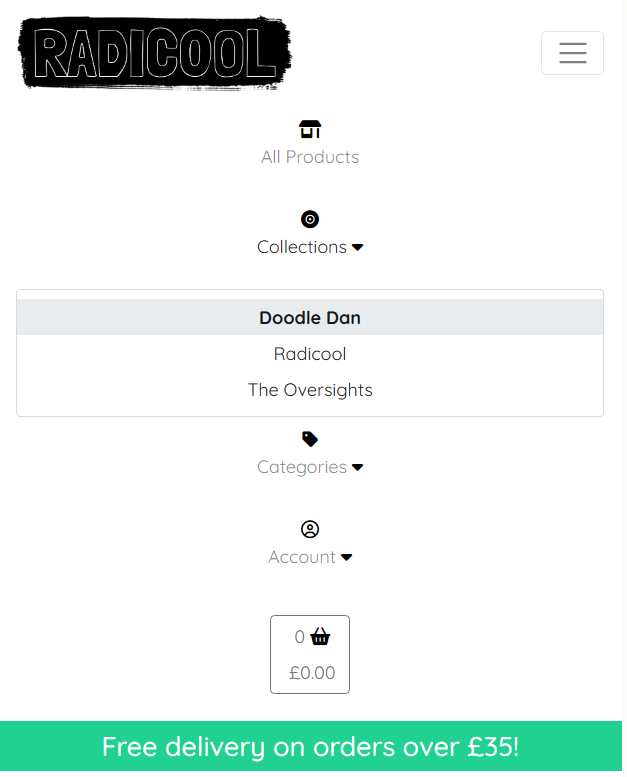 RADICOOL
All Products
Collections
Doodle Dan
Radicool
The Oversights
Categories
Account
0
£0.00
Free delivery on orders over £35!